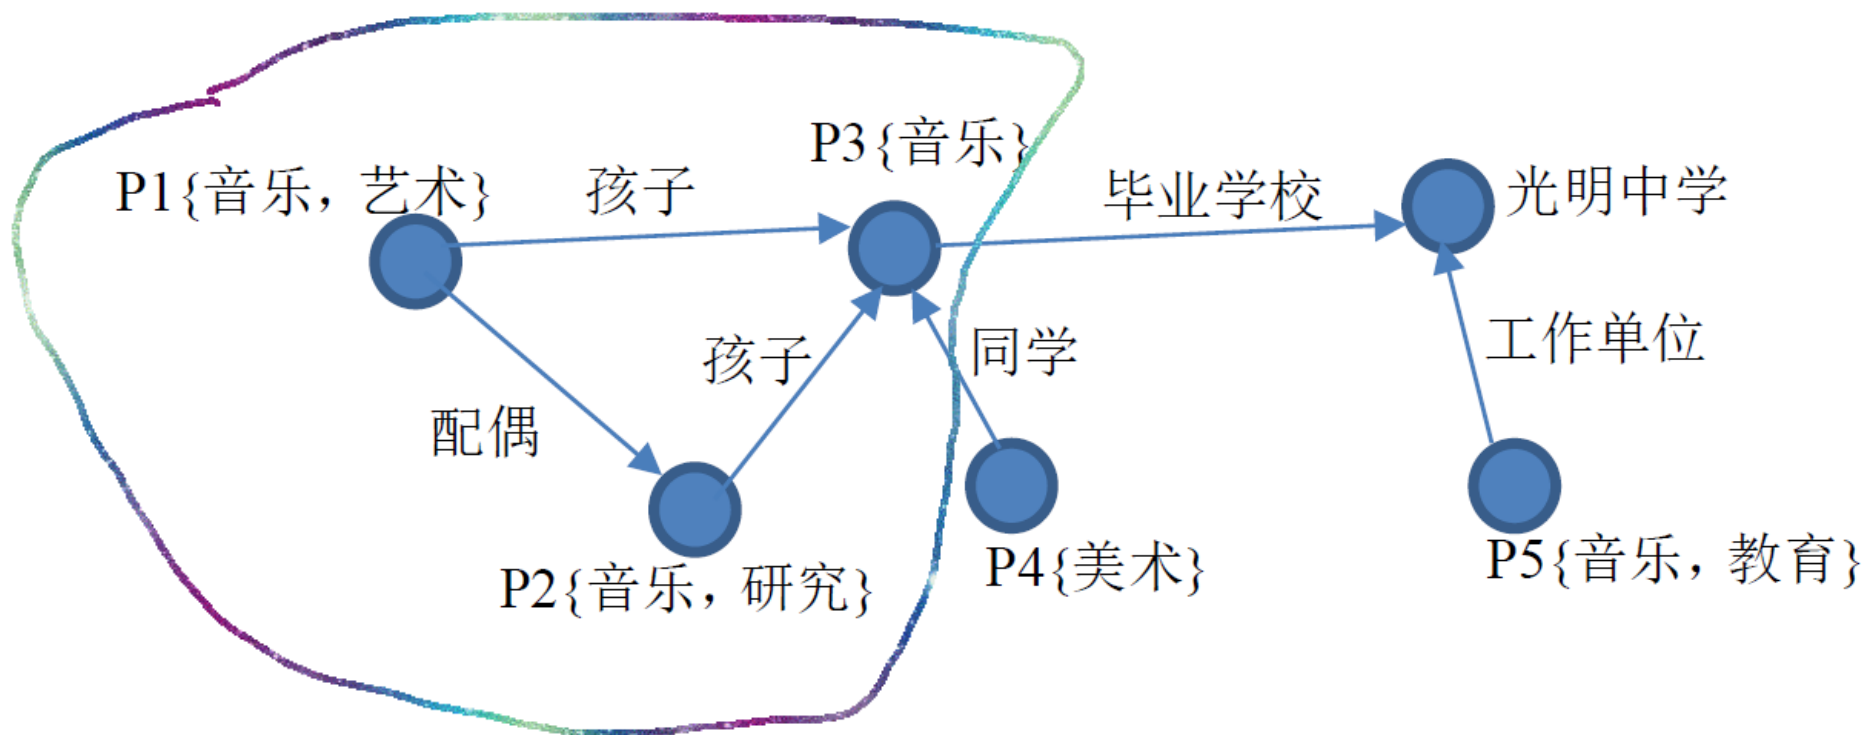 P3{音乐}
P1{音乐，艺术}
孩子
毕业学校
光明中学
孩子
同学
工作单位
配偶
P2{音乐，研究}
P4{美术}
P5{音乐，教育}